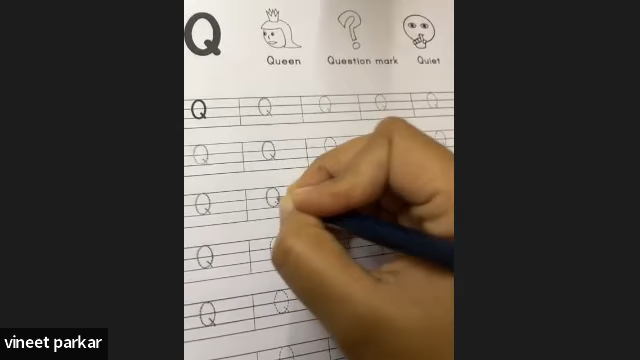 Q
Queen Question mark Quiet
Q Q Q Q Q
Q Q Q Q
Q Q
Q
Q Q
vineet parkar